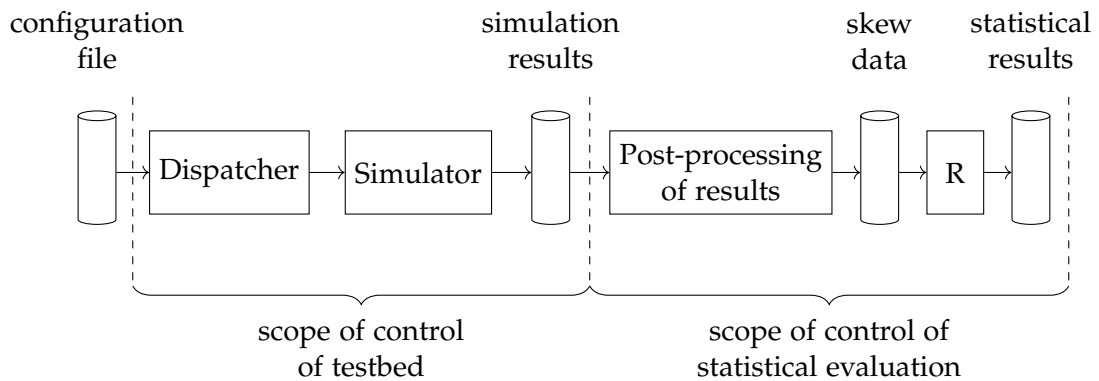 configuration
file
simulation
results
skew
data
statistical
results
Dispatcher
Simulator
Post-processing
of results
R
scope of control
of testbed
scope of control of
statistical evaluation